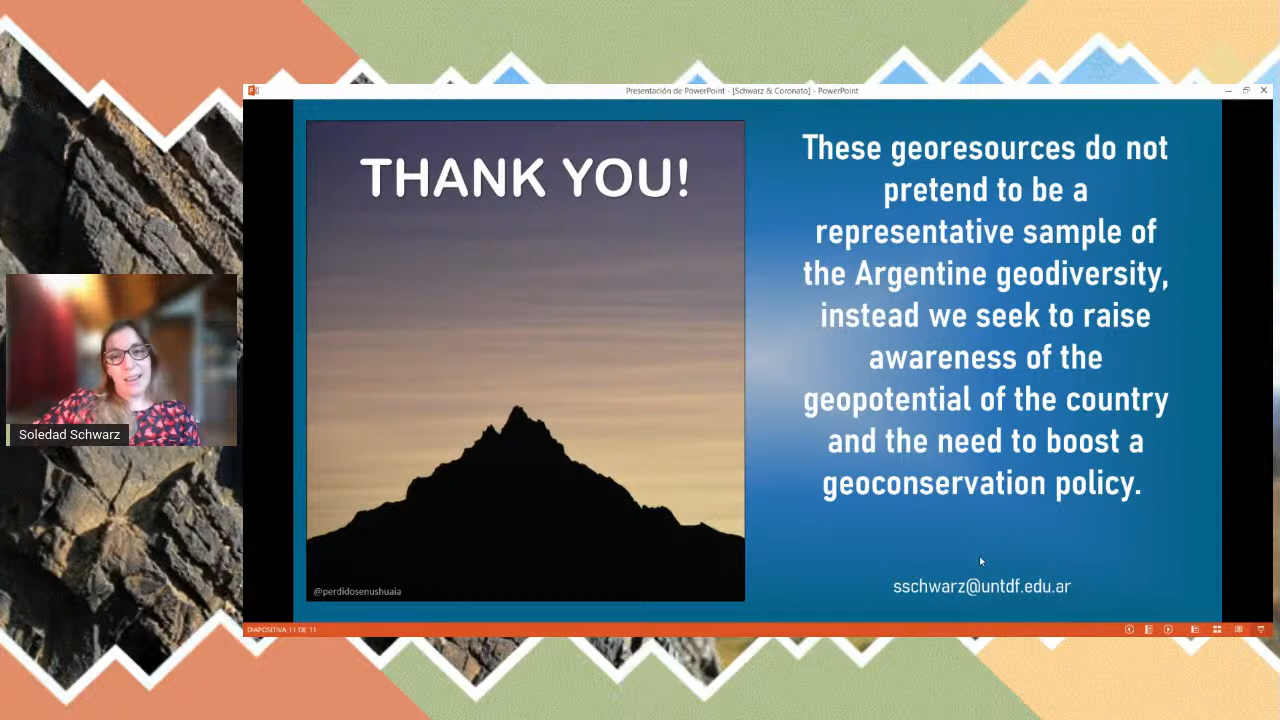 Presentación de PowerPoint - [Schwarz & Coronato] - PowerPoint
THANK YOU!
@perdidosenushuaia
These georesources do not
pretend to be a
representative sample of
the Argentine geodiversity,
instead we seek to raise
awareness of the
geopotential of the country
and the need to boost a
geoconservation policy.
sschwarz@untdf.edu.ar
Soledad Schwarz
DIAPOSITIVA 11 DE 11